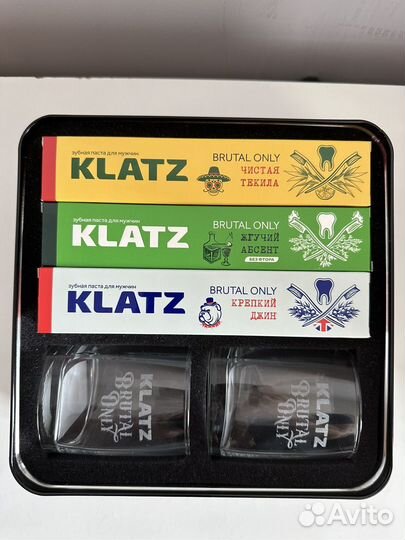 зубная паста для мужчин
KLATZ
BRUTAL ONLY
ЧИСТАЯ
ТЕКИЛА
зубная паста для мужчин
KLATZ
BRUTAL ONLY
ЖГУЧИЙ
АБСЕНТ
БЕЗ ФТОРА
зубная паста для мужчин
KLATZ
BRUTAL ONLY
КРЕПКИЙ
ДЖИН
KLATZ
BRUTAL
ONLY
KLATZ
BRUTAL
ONLY
Avito